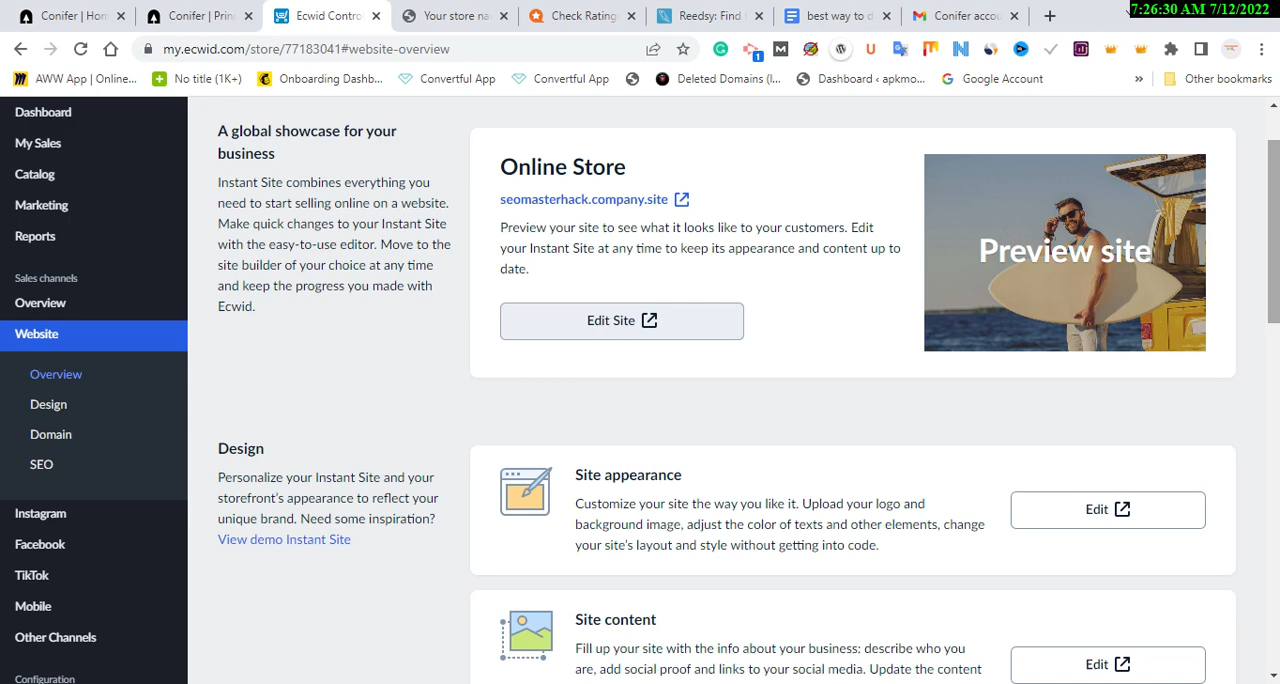 7:26:30 AM 7/12/2022
Conifer | Hom
Conifer | Print
Ecwid Contro
Your store na
Check Rating
Reedsy: Find t
best way to d
Conifer accou
my.ecwid.com/store/77183041#website-overview
AWW App | Online...
No title (1K+)
Onboarding Dashb...
Convertful App
Convertful App
Deleted Domains (l...
Dashboard ‹ apkmo...
Google Account
»
Other bookmarks
Dashboard
My Sales
Catalog
Marketing
Reports
Sales channels
Overview
Website
Overview
Design
Domain
SEO
Instagram
Facebook
TikTok
Mobile
Other Channels
Configuration
A global showcase for your
business
Instant Site combines everything you
need to start selling online on a website.
Make quick changes to your Instant Site
with the easy-to-use editor. Move to the
site builder of your choice at any time
and keep the progress you made with
Ecwid.
Online Store
seomasterhack.company.site
Preview your site to see what it looks like to your customers. Edit
your Instant Site at any time to keep its appearance and content up to
date.
Edit Site
Preview site
Design
Personalize your Instant Site and your
storefront's appearance to reflect your
unique brand. Need some inspiration?
View demo Instant Site
Site appearance
Customize your site the way you like it. Upload your logo and
background image, adjust the color of texts and other elements, change
your site's layout and style without getting into code.
Edit
Site content
Fill up your site with the info about your business: describe who you
are, add social proof and links to your social media. Update the content
Edit